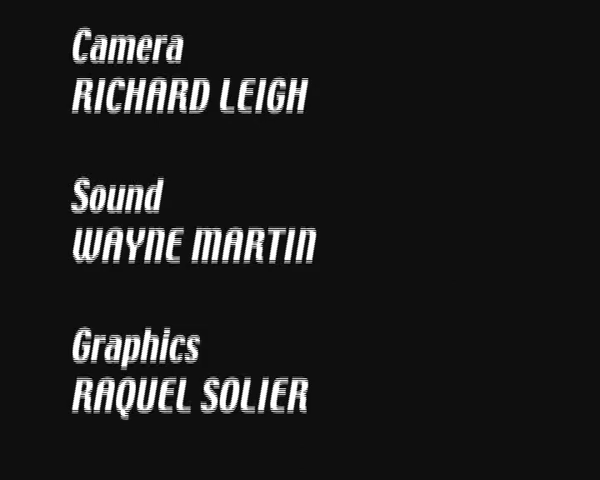 Camera
RICHARD LEIGH
Sound
WAYNE MARTIN
Graphics
RAQUEL SOLIER